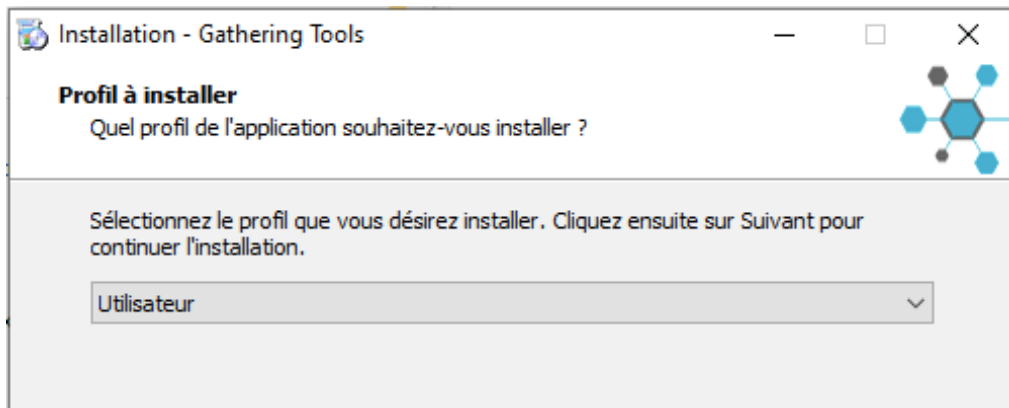 Installation - Gathering Tools
Profil à installer
Quel profil de l'application souhaitez-vous installer ?
Sélectionnez le profil que vous désirez installer. Cliquez ensuite sur Suivant pour
continuer l'installation.
Utilisateur